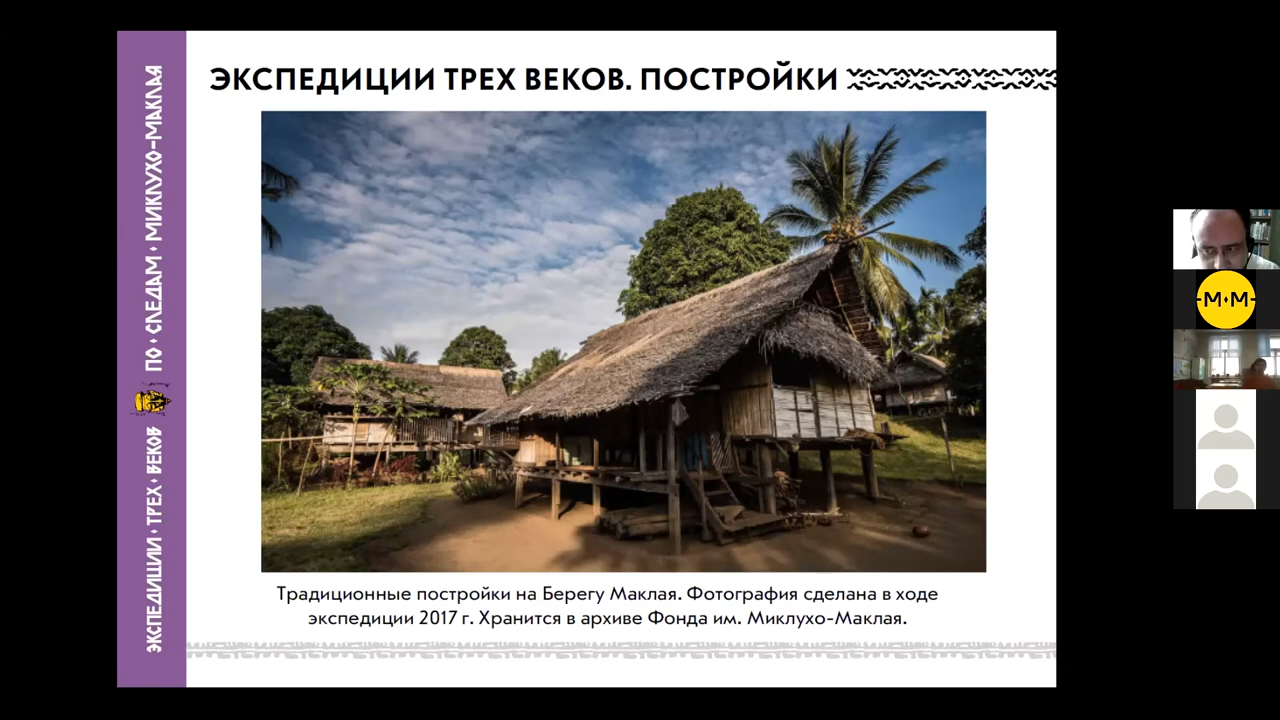 ЭКСПЕДИЦИИ ТРЕХ ВЕКОВ. ПОСТРОЙКИ
ЭКСПЕДИЦИИ • ТРЕХ • ВЕКОВ
ПО • СЛЕДАМ • МИКЛУХО-МАКЛАЯ
Традиционные постройки на Берегу Маклая. Фотография сделана в ходе
экспедиции 2017 г. Хранится в архиве Фонда им. Миклухо-Маклая.
-М•М-